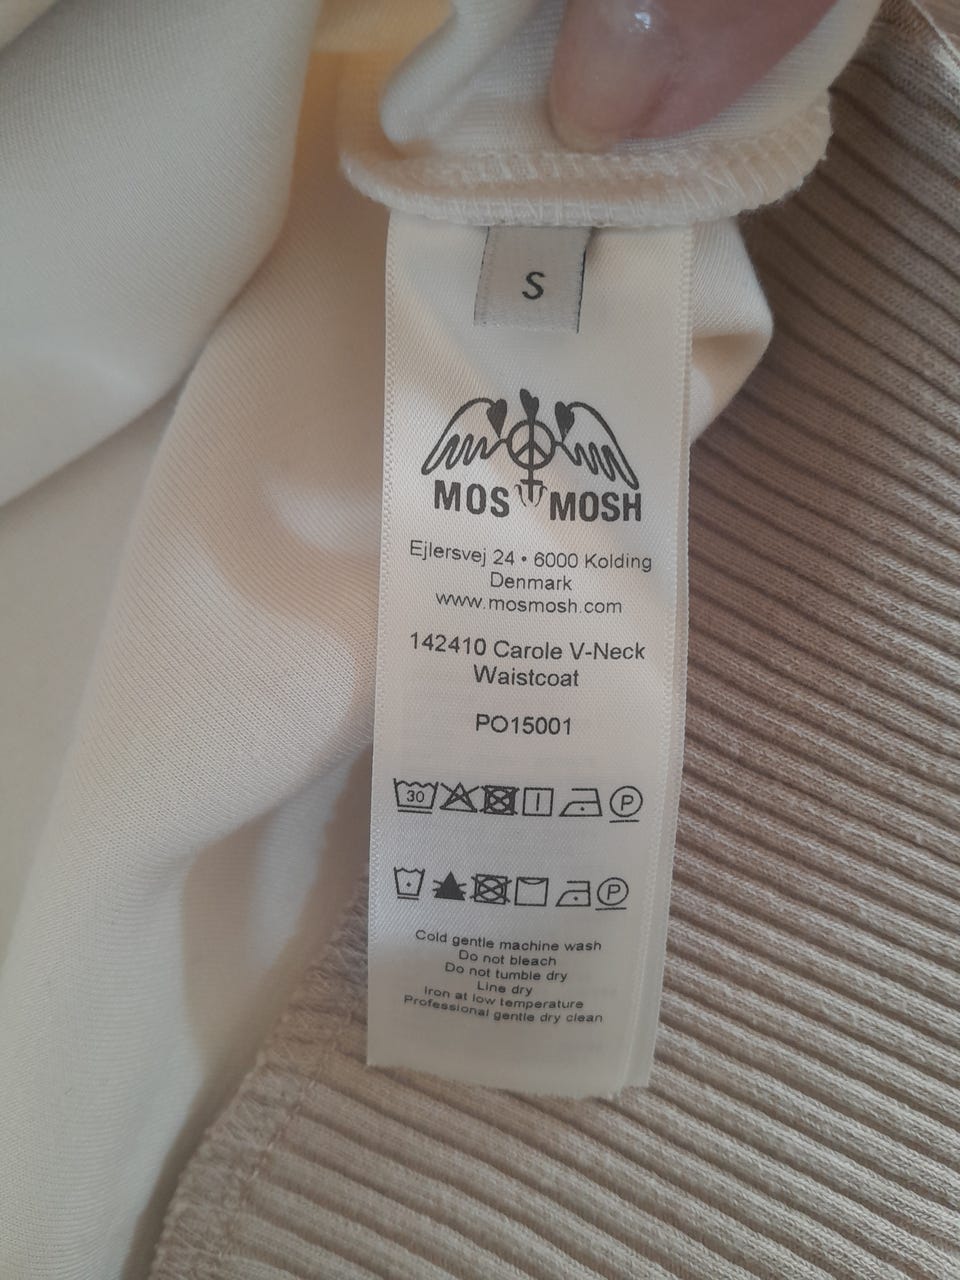 S
MOS MOSH
Ejlersvej 24 • 6000 Kolding
Denmark
www.mosmosh.com
142410 Carole V-Neck
Waistcoat
PO15001
30 P
P
Cold gentle machine wash
Do not bleach
Do not tumble dry
Line dry
Iron at low temperature
Professional gentle dry clean